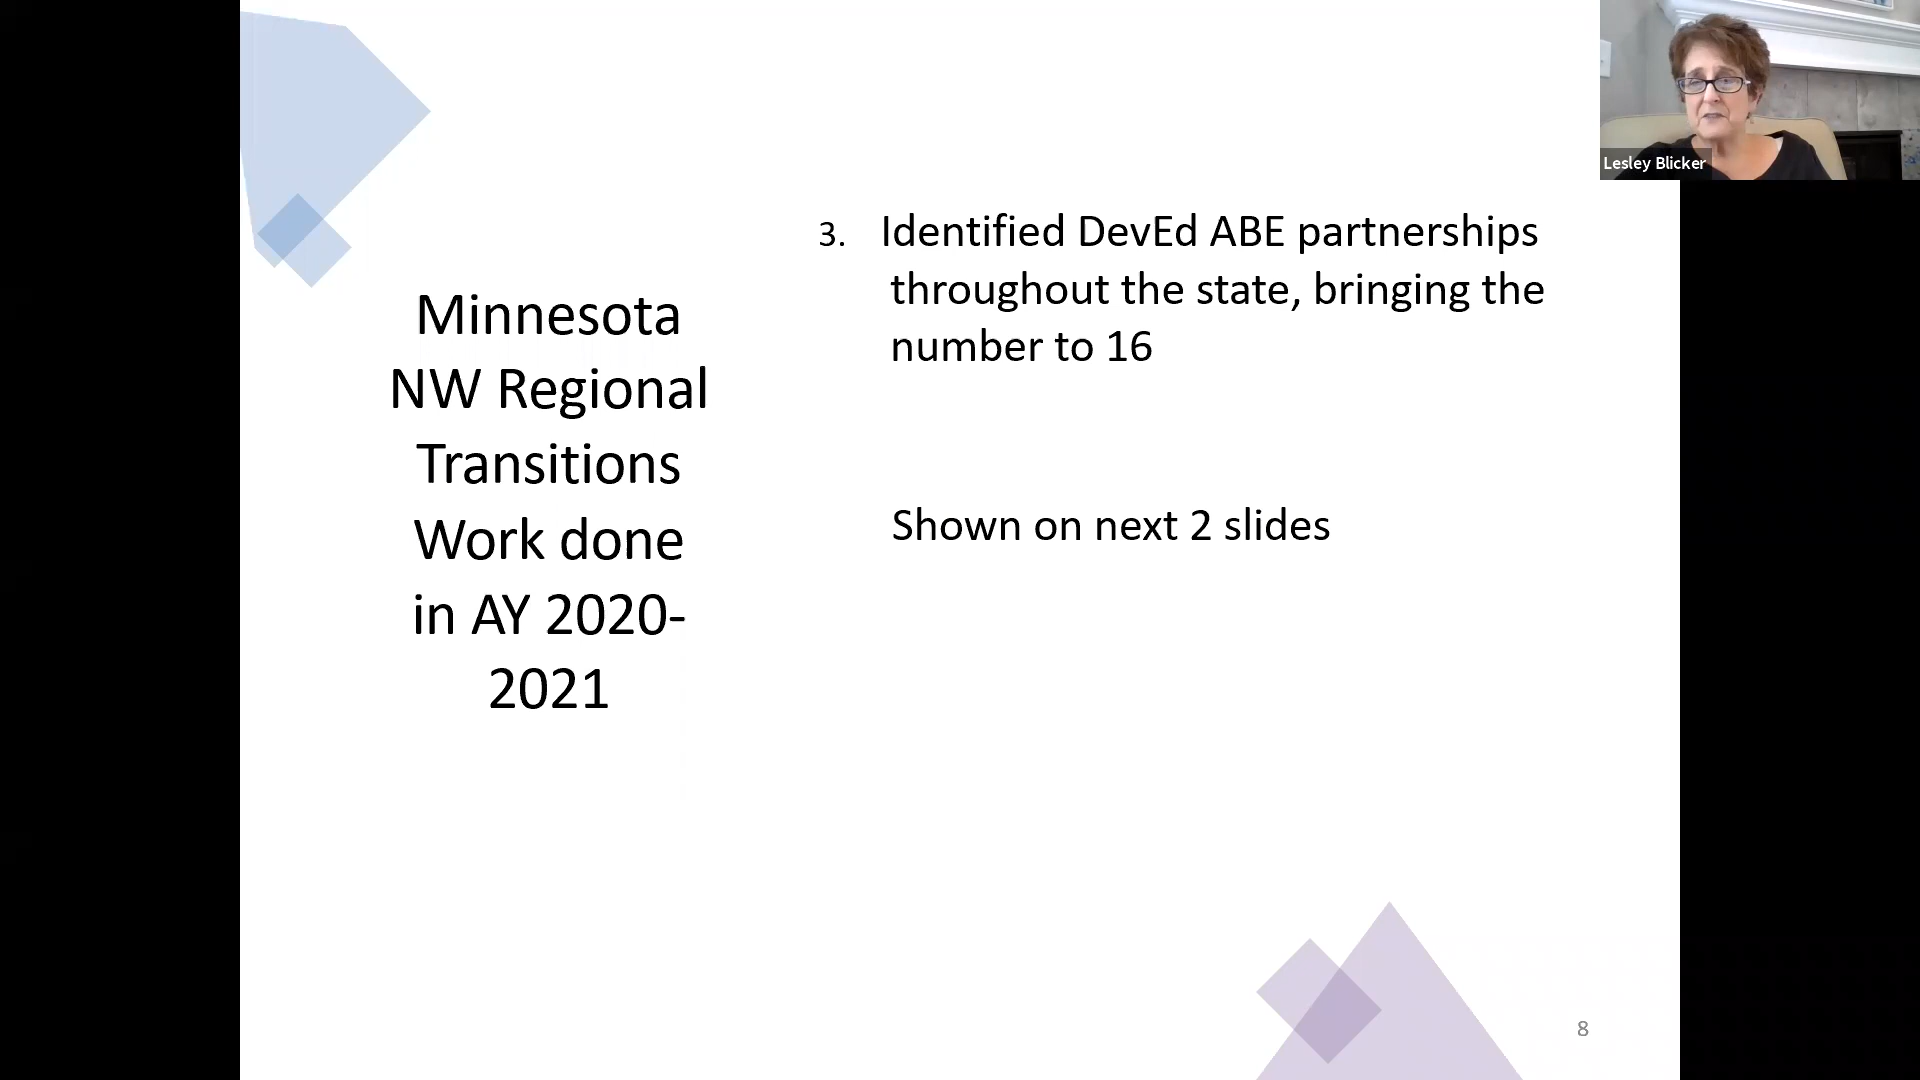 Minnesota
NW Regional
Transitions
Work done
in AY 2020-
2021
3. Identified DevEd ABE partnerships
throughout the state, bringing the
number to 16
Shown on next 2 slides
8
Lesley Blicker